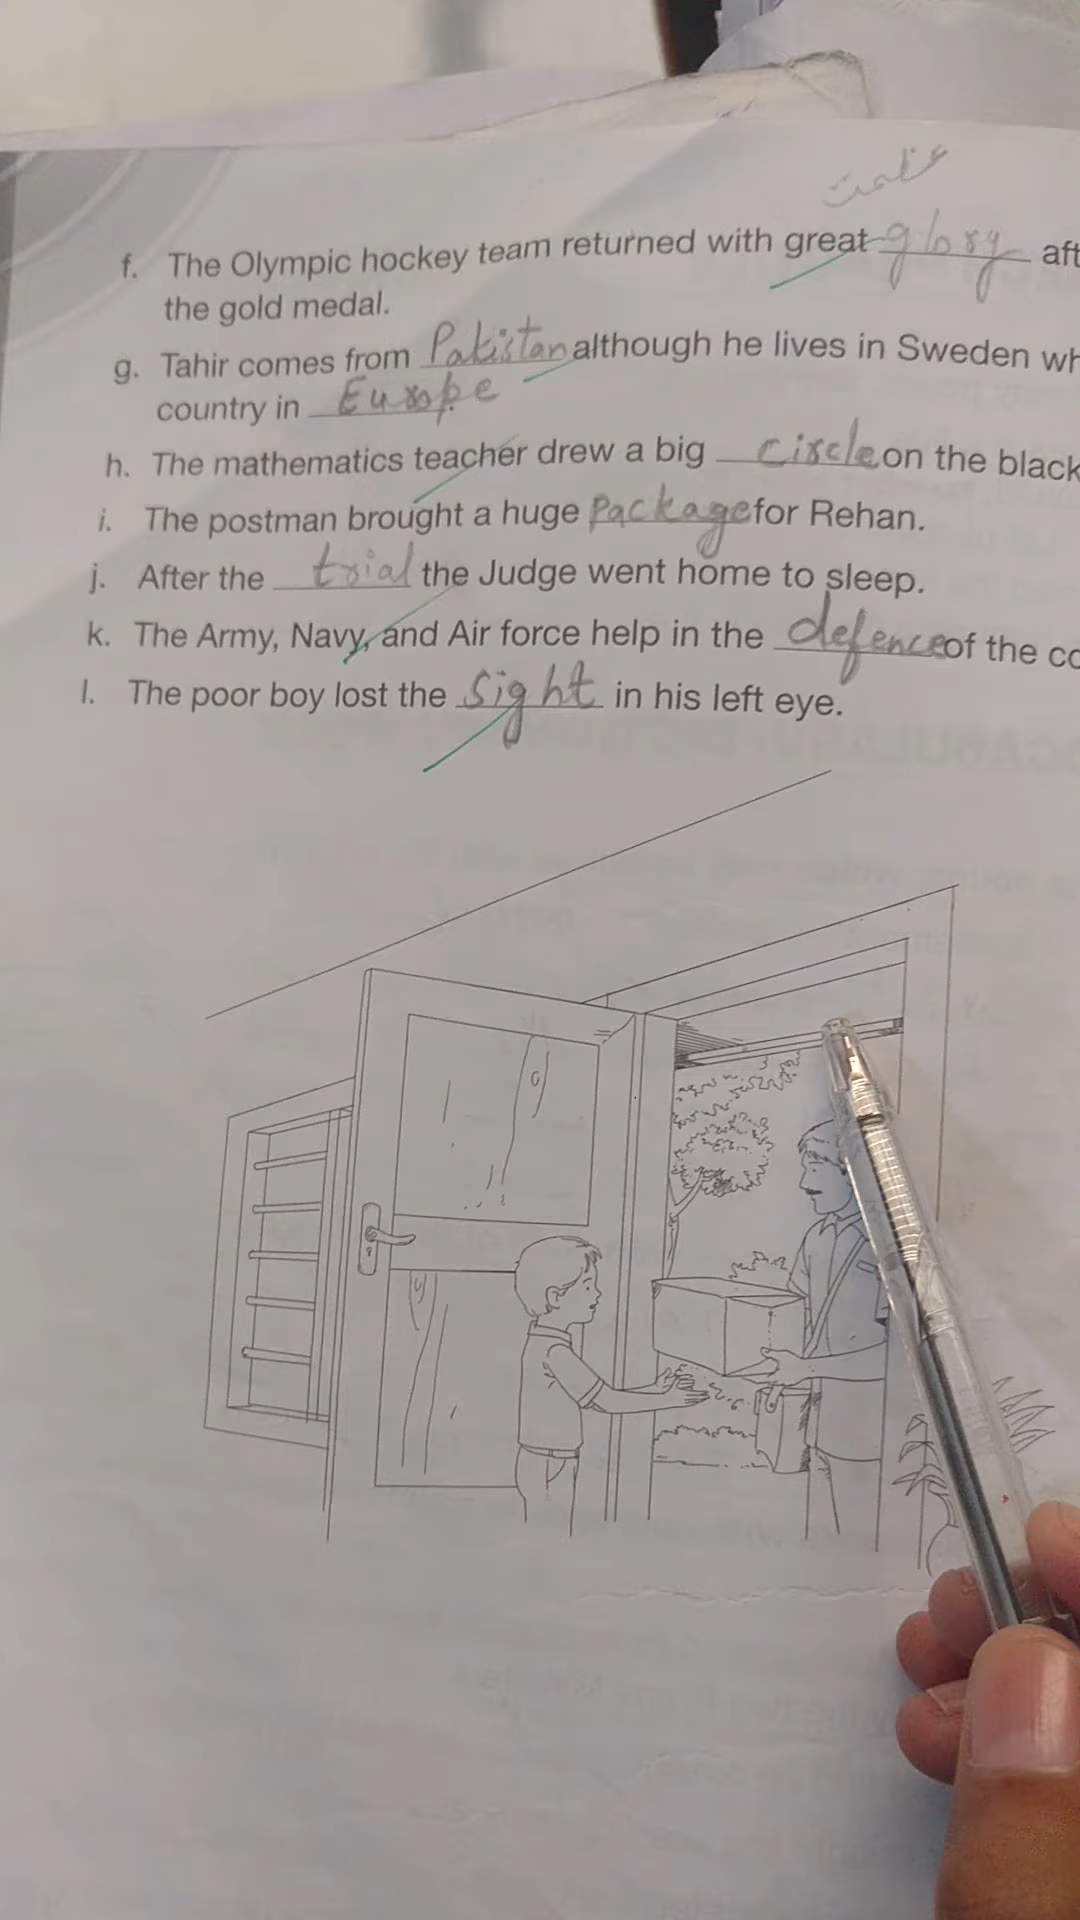 عظمت
f. The Olympic hockey team returned with great glory aft
the gold medal.
g. Tahir comes from Pakistan although he lives in Sweden wh
country in Europe
h. The mathematics teacher drew a big circle on the black
i. The postman brought a huge Package for Rehan.
j. After the trial the Judge went home to sleep.
k. The Army, Navy, and Air force help in the defence of the co
l. The poor boy lost the Sight in his left eye.